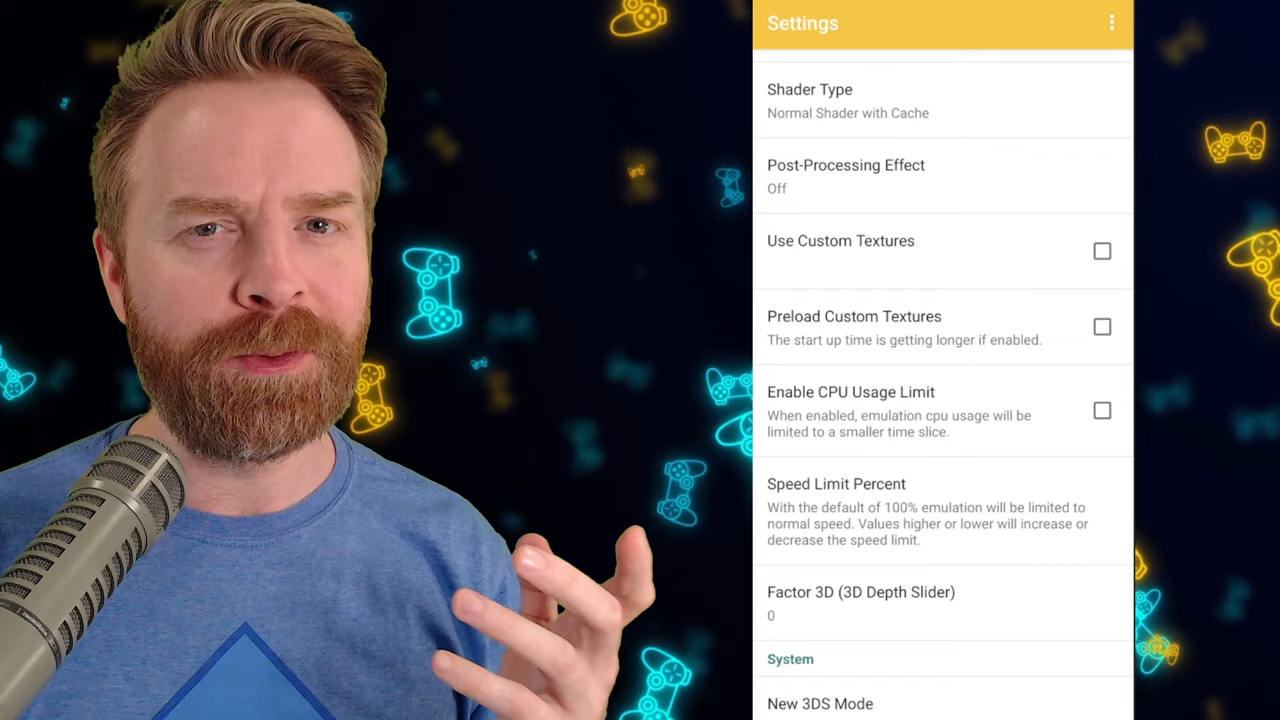 Settings
Shader Type
Normal Shader with Cache
Post-Processing Effect
Off
Use Custom Textures
Preload Custom Textures
The start up time is getting longer if enabled.
Enable CPU Usage Limit
When enabled, emulation cpu usage will be
limited to a smaller time slice.
Speed Limit Percent
With the default of 100% emulation will be limited to
normal speed. Values higher or lower will increase or
decrease the speed limit.
Factor 3D (3D Depth Slider)
0
System
New 3DS Mode